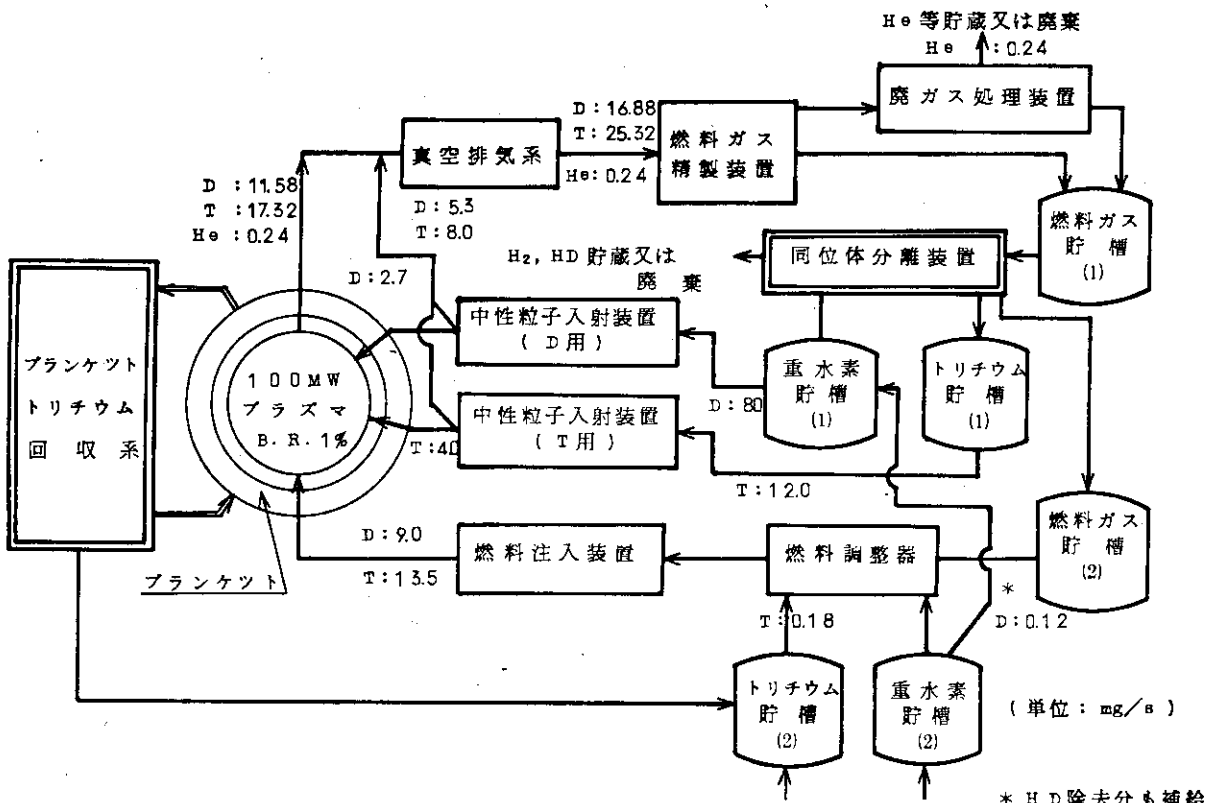 He等貯蔵又は廃棄
He :0.24
廃ガス処理装置
D:16.88
T:25.32
He:0.24
真空排気系
燃料ガス
精製装置
D:11.58
T:17.32
He:0.24
D:5.3
T:8.0
燃料ガス
貯槽
(1)
H2,HD貯蔵又は
廃棄
同位体分離装置
D:2.7
中性粒子入射装置
(D用)
ブランケツト
トリチウム
回収系
100MW
プラズマ
B.R.1%
重水素
貯槽
(1)
トリチウム
貯槽
(1)
D:80
中性粒子入射装置
(T用)
T:40
T:12.0
燃料ガス
貯槽
(2)
D:9.0
T:13.5
燃料注入装置
燃料調整器
ブランケツト
*
T:0.18
D:0.12
トリチウム
貯槽
(2)
重水素
貯槽
(2)
(単位:mg/s)
*HD除去分も補給